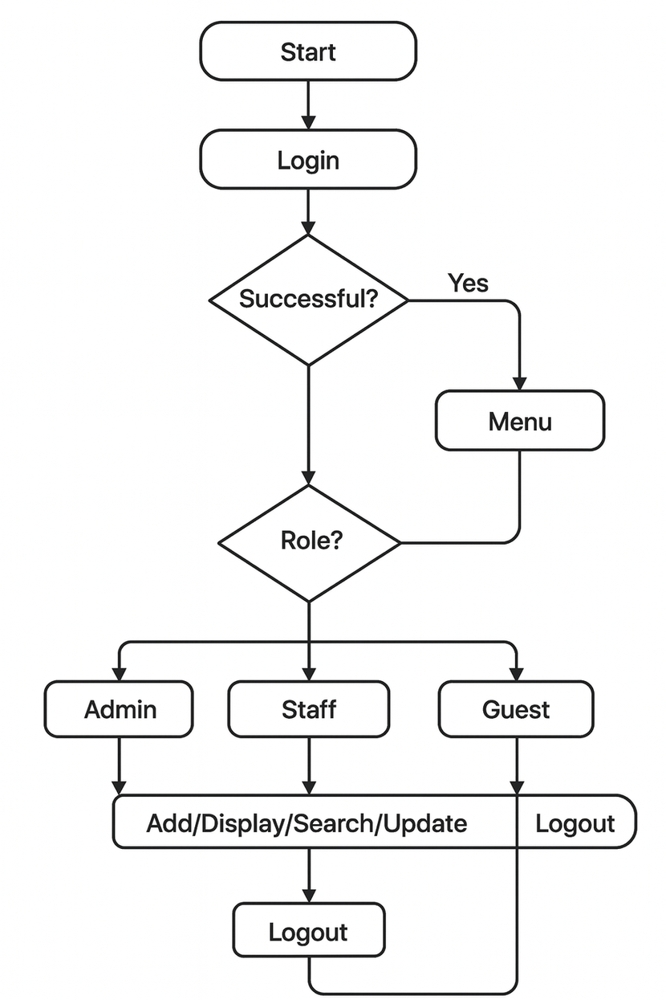 Start
Login
Successful?
Yes
Menu
Role?
Admin
Staff
Guest
Add/Display/Search/Update
Logout
Logout